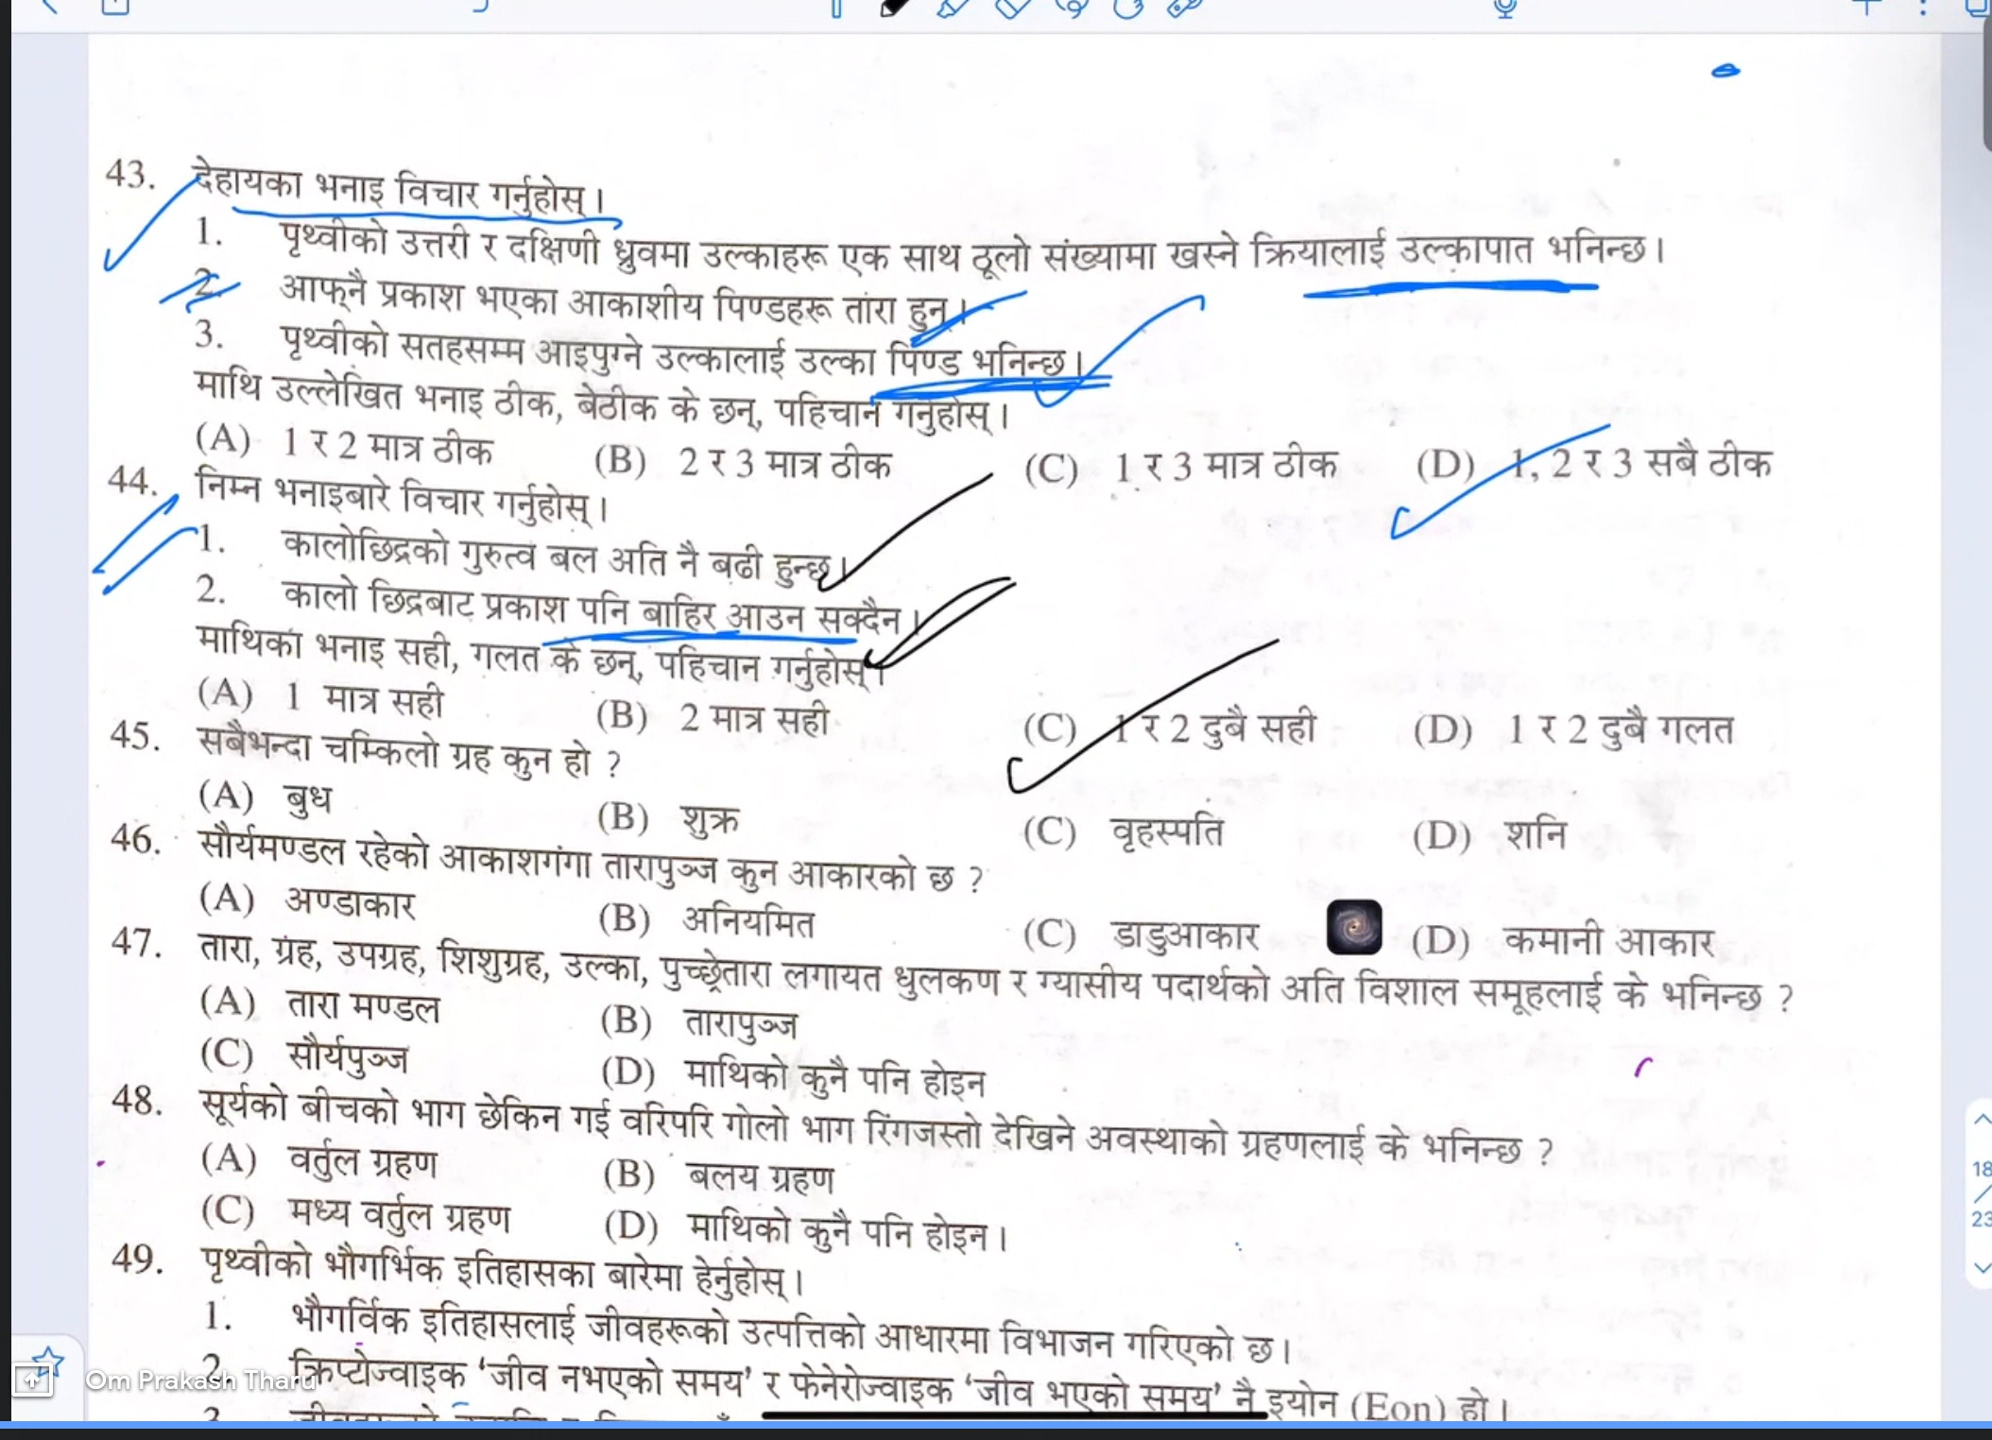 43. देहायका भनाइ विचार गर्नुहोस् ।
1. पृथ्वीको उत्तरी र दक्षिणी ध्रुवमा उल्काहरू एक साथ ठूलो संख्यामा खस्ने क्रियालाई उल्कापात भनिन्छ ।
2. आफ्नै प्रकाश भएका आकाशीय पिण्डहरू तारा हुन् ।
3. पृथ्वीको सतहसम्म आइपुग्ने उल्कालाई उल्का पिण्ड भनिन्छ ।
माथि उल्लेखित भनाइ ठीक, बेठीक के छन्, पहिचान गर्नुहोस् ।
(A) 1 र 2 मात्र ठीक (B) 2 र 3 मात्र ठीक (C) 1 र 3 मात्र ठीक (D) 1, 2 र 3 सबै ठीक
44. निम्न भनाइबारे विचार गर्नुहोस् ।
1. कालोछिद्रको गुरुत्व बल अति नै बढी हुन्छ ।
2. कालो छिद्रबाट प्रकाश पनि बाहिर आउन सक्दैन ।
माथिका भनाइ सही, गलत के छन्, पहिचान गर्नुहोस् ।
(A) 1 मात्र सही (B) 2 मात्र सही (C) 1 र 2 दुबै सही (D) 1 र 2 दुबै गलत
45. सबैभन्दा चम्किलो ग्रह कुन हो ?
(A) बुध (B) शुक्र (C) वृहस्पति (D) शनि
46. सौर्यमण्डल रहेको आकाशगंगा तारापुञ्ज कुन आकारको छ ?
(A) अण्डाकार (B) अनियमित (C) डाडुआकार (D) कमानी आकार
47. तारा, ग्रह, उपग्रह, शिशुग्रह, उल्का, पुच्छ्रेतारा लगायत धुलकण र ग्यासीय पदार्थको अति विशाल समूहलाई के भनिन्छ ?
(A) तारा मण्डल (B) तारापुञ्ज
(C) सौर्यपुञ्ज (D) माथिको कुनै पनि होइन
48. सूर्यको बीचको भाग छेकिन गई वरिपरि गोलो भाग रिंगजस्तो देखिने अवस्थाको ग्रहणलाई के भनिन्छ ?
(A) वर्तुल ग्रहण (B) बलय ग्रहण
(C) मध्य वर्तुल ग्रहण (D) माथिको कुनै पनि होइन ।
49. पृथ्वीको भौगर्भिक इतिहासका बारेमा हेर्नुहोस् ।
1. भौगर्विक इतिहासलाई जीवहरूको उत्पत्तिको आधारमा विभाजन गरिएको छ ।
2. क्रिप्टोज्वाइक 'जीव नभएको समय' र फेनेरोज्वाइक 'जीव भएको समय' नै इयोन (Eon) हो ।
Om Prakash Tharu
18
23